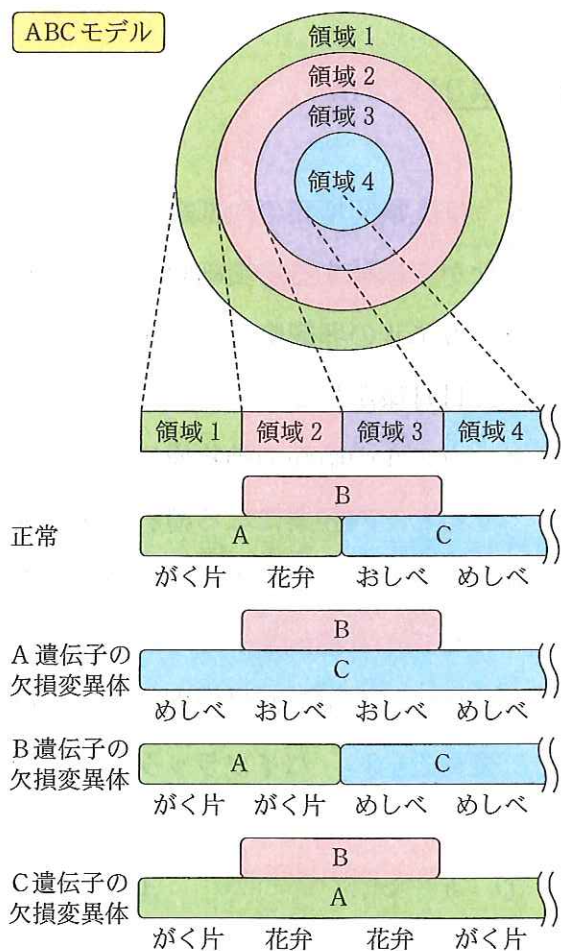 ABCモデル
領域1
領域2
領域3
領域4
領域1 領域2 領域3 領域4
正常
B
A C
がく片 花弁 おしべ めしべ
A遺伝子の
欠損変異体
B
C
めしべ おしべ おしべ めしべ
B遺伝子の
欠損変異体
A C
がく片 がく片 めしべ めしべ
C遺伝子の
欠損変異体
B
A
がく片 花弁 花弁 がく片